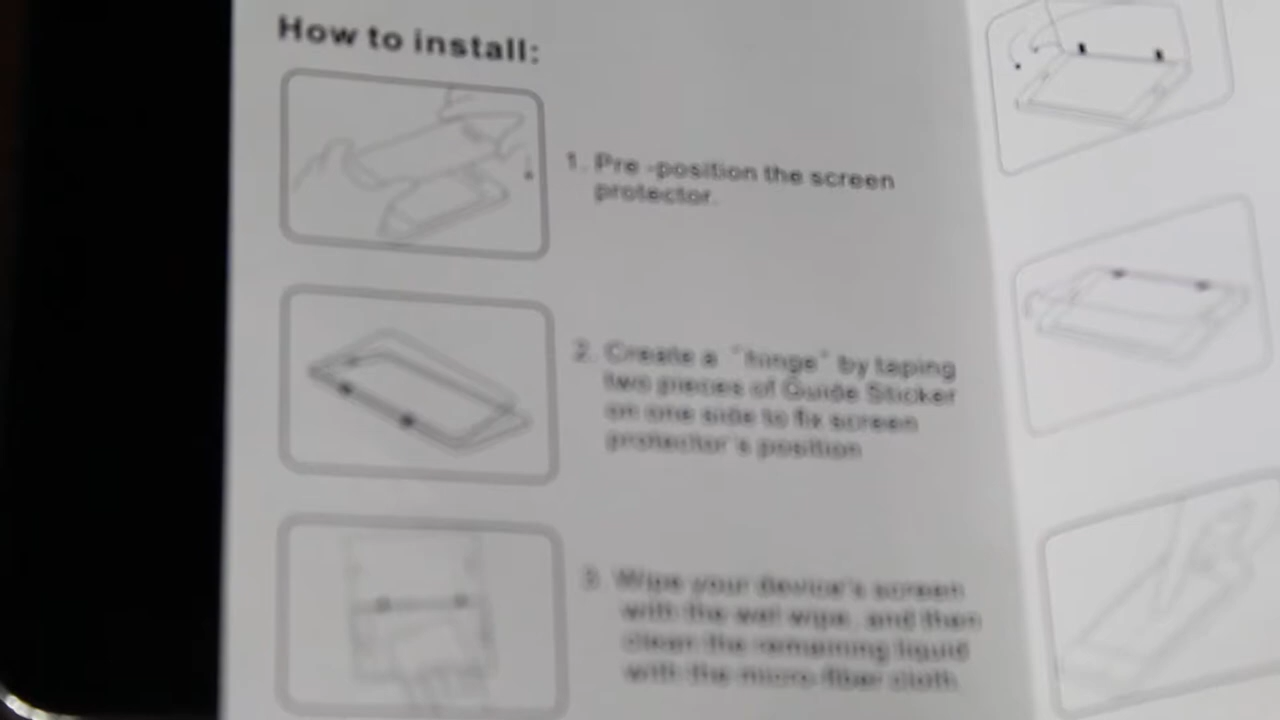 How to install:
1. Pre -position the screen
protector.
2. Create a "hinge" by taping
two pieces of Guide Sticker
on one side to fix screen
protector's position
3. Wipe your device's screen
with the wet wipe, and then
clean the remaining liquid
with the micro-fiber cloth.